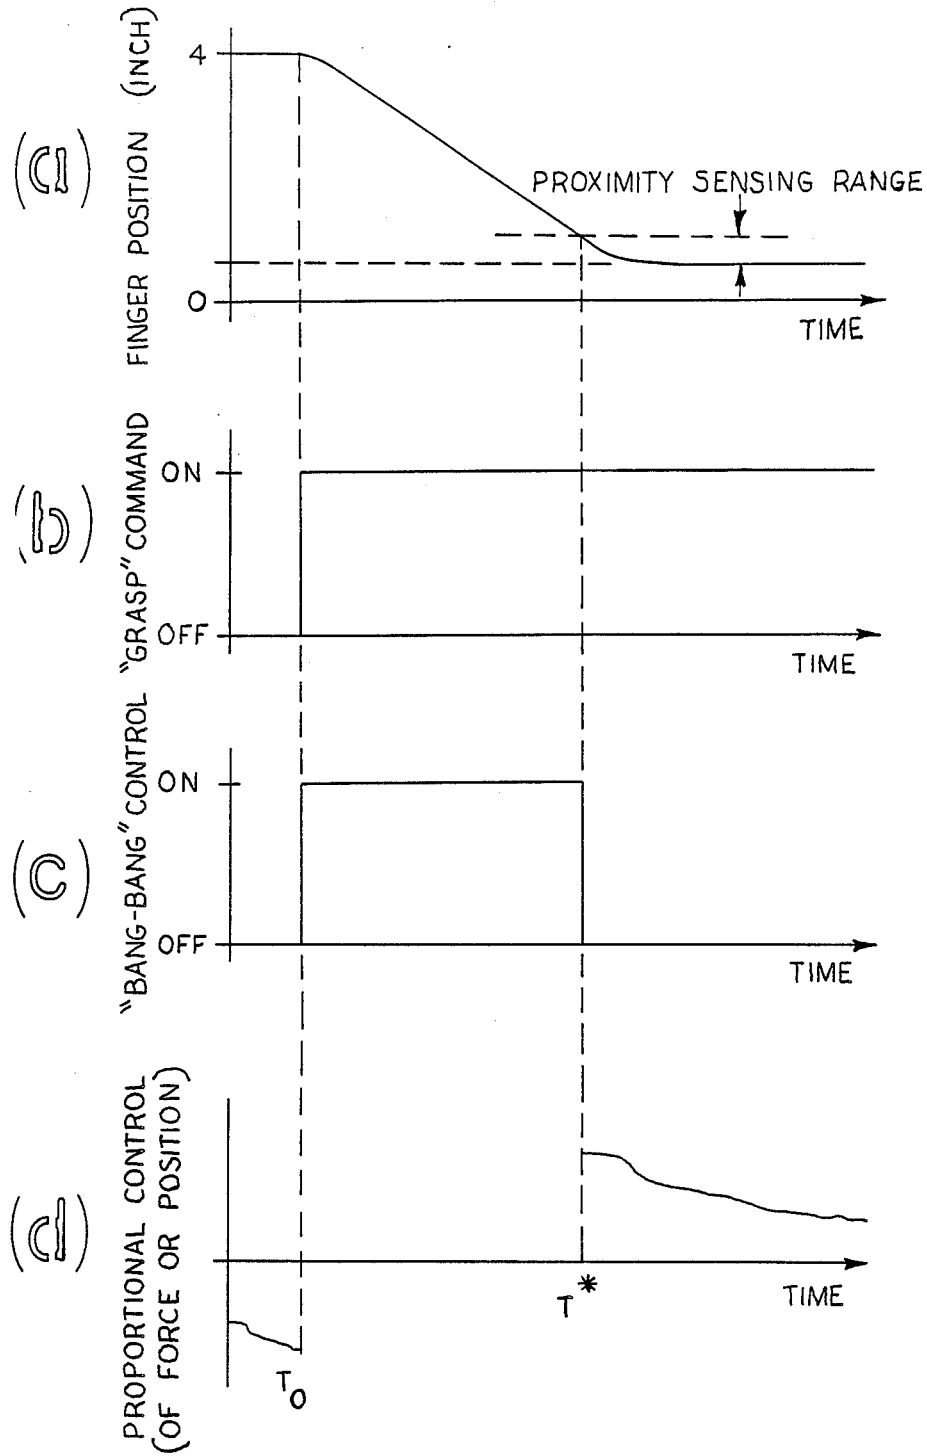 (a)
FINGER POSITION (INCH)
4
0
PROXIMITY SENSING RANGE
TIME
(b)
"GRASP" COMMAND
ON
OFF
TIME
(c)
"BANG-BANG" CONTROL
ON
OFF
TIME
(d)
PROPORTIONAL CONTROL
(OF FORCE OR POSITION)
TIME
T*
T0